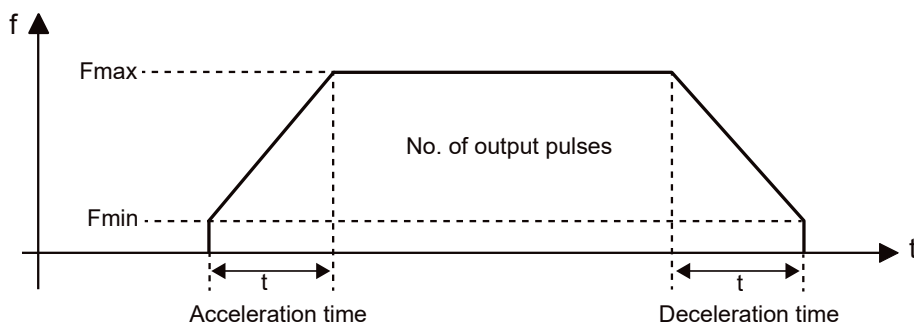 f
Fmax
No. of output pulses
Fmin
t
t
t
Acceleration time
Deceleration time